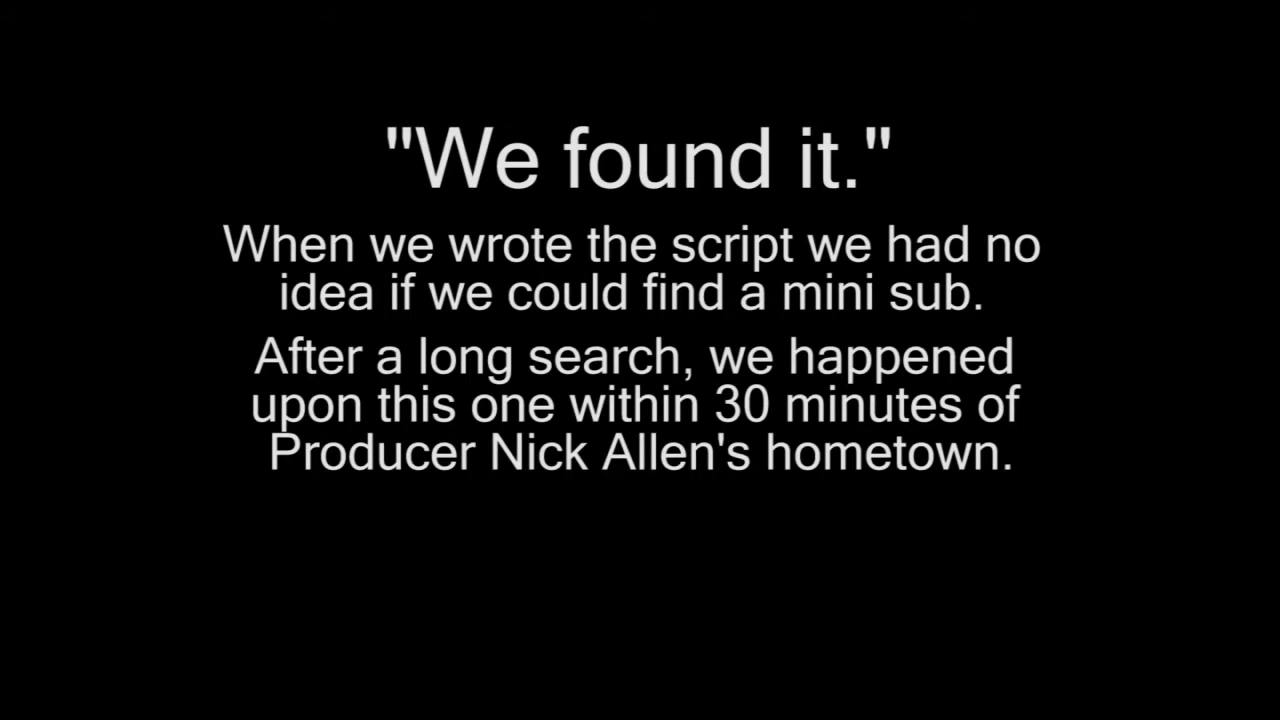 "We found it."
When we wrote the script we had no
idea if we could find a mini sub.
After a long search, we happened
upon this one within 30 minutes of
Producer Nick Allen's hometown.